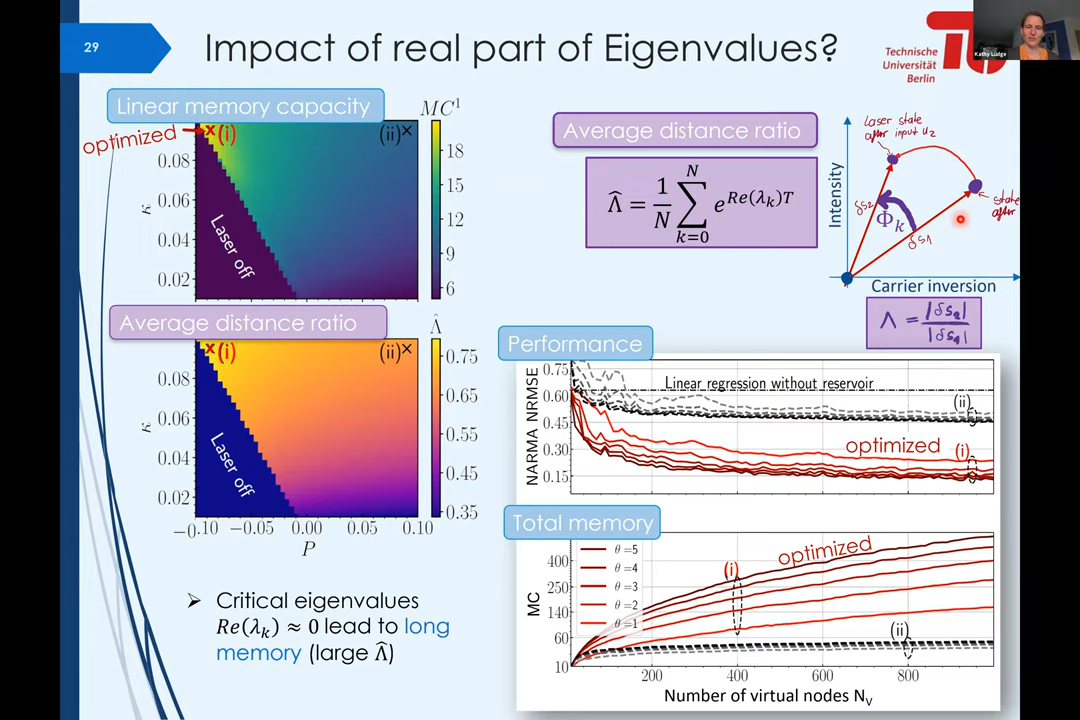 29
Impact of real part of Eigenvalues?
Technische
Universität
Berlin
Kathy Lüdge
Linear memory capacity
MC¹
optimized
(i)
(ii)
κ
0.08
0.06
0.04
0.02
Laser off
18
15
12
9
6
Average distance ratio
Λ̂
(i)
(ii)
κ
0.08
0.06
0.04
0.02
Laser off
0.75
0.65
0.55
0.45
0.35
−0.10 −0.05 0.00 0.05 0.10
P
➢ Critical eigenvalues
Re(λₖ) ≈ 0 lead to long
memory (large Λ̂)
Average distance ratio
Λ̂ = 1/N ∑ₖ₌₀ᴺ e^{Re(λₖ)T}
Laser state
after input u₂
Intensity
δs₂
Φₖ
δs₁
state
after
Carrier inversion
Λ = |δs₂| / |δs₁|
Performance
NARMA NRMSE
0.75
0.60
0.45
0.30
0.15
Linear regression without reservoir
(ii)
optimized
(i)
Total memory
MC
400
250
140
60
10
θ =5
θ =4
θ =3
θ =2
θ =1
(i)
optimized
(ii)
200 400 600 800
Number of virtual nodes Nᵥ